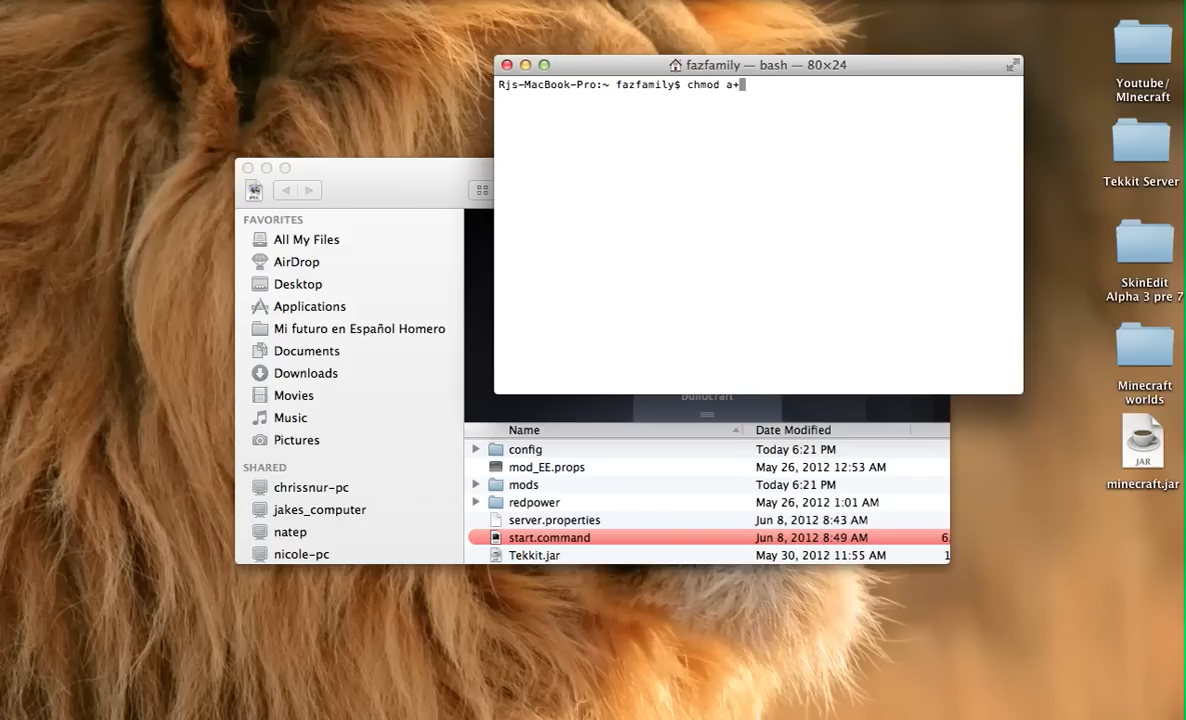 fazfamily — bash — 80×24
Rjs-MacBook-Pro:~ fazfamily$ chmod a+
JPEG
FAVORITES
All My Files
AirDrop
Desktop
Applications
Mi futuro en Español Homero
Documents
Downloads
Movies
Music
Pictures
SHARED
chrissnur-pc
jakes_computer
natep
nicole-pc
buildcraft
Name Date Modified
config Today 6:21 PM
mod_EE.props May 26, 2012 12:53 AM
mods Today 6:21 PM
redpower May 26, 2012 1:01 AM
server.properties Jun 8, 2012 8:43 AM
start.command Jun 8, 2012 8:49 AM 6
Tekkit.jar May 30, 2012 11:55 AM 1
Youtube/
MInecraft
Tekkit Server
SkinEdit
Alpha 3 pre 7
Minecraft
worlds
JAR
minecraft.jar